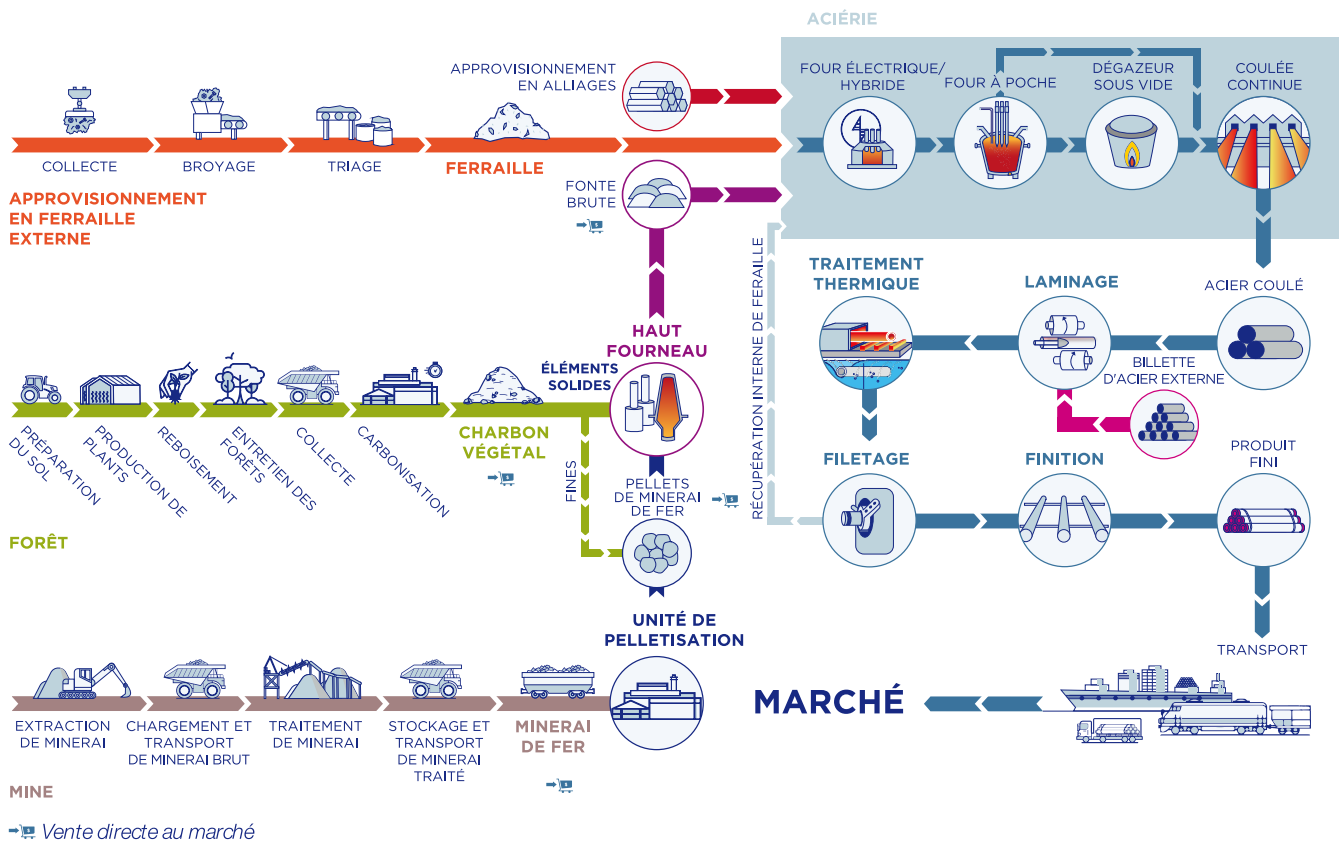 ACIÉRIE
APPROVISIONNEMENT
EN ALLIAGES
FOUR ÉLECTRIQUE/
HYBRIDE
FOUR À POCHE
DÉGAZEUR
SOUS VIDE
COULÉE
CONTINUE
COLLECTE
BROYAGE
TRIAGE
FERRAILLE
APPROVISIONNEMENT
EN FERRAILLE
EXTERNE
FONTE
BRUTE
RÉCUPÉRATION INTERNE DE FERAILLE
TRAITEMENT
THERMIQUE
LAMINAGE
ACIER COULÉ
BILLETTE
D'ACIER EXTERNE
HAUT
FOURNEAU
ÉLÉMENTS
SOLIDES
PRÉPARATION
DU SOL
PRODUCTION DE
PLANTS
REBOISEMENT
ENTRETIEN DES
FORÊTS
COLLECTE
CARBONISATION
CHARBON
VÉGÉTAL
FINES
PELLETS
DE MINERAI
DE FER
FILETAGE
FINITION
PRODUIT
FINI
FORÊT
UNITÉ DE
PELLETISATION
TRANSPORT
MARCHÉ
EXTRACTION
DE MINERAI
CHARGEMENT ET
TRANSPORT
DE MINERAI BRUT
TRAITEMENT
DE MINERAI
STOCKAGE ET
TRANSPORT
DE MINERAI
TRAITÉ
MINERAI
DE FER
MINE
Vente directe au marché